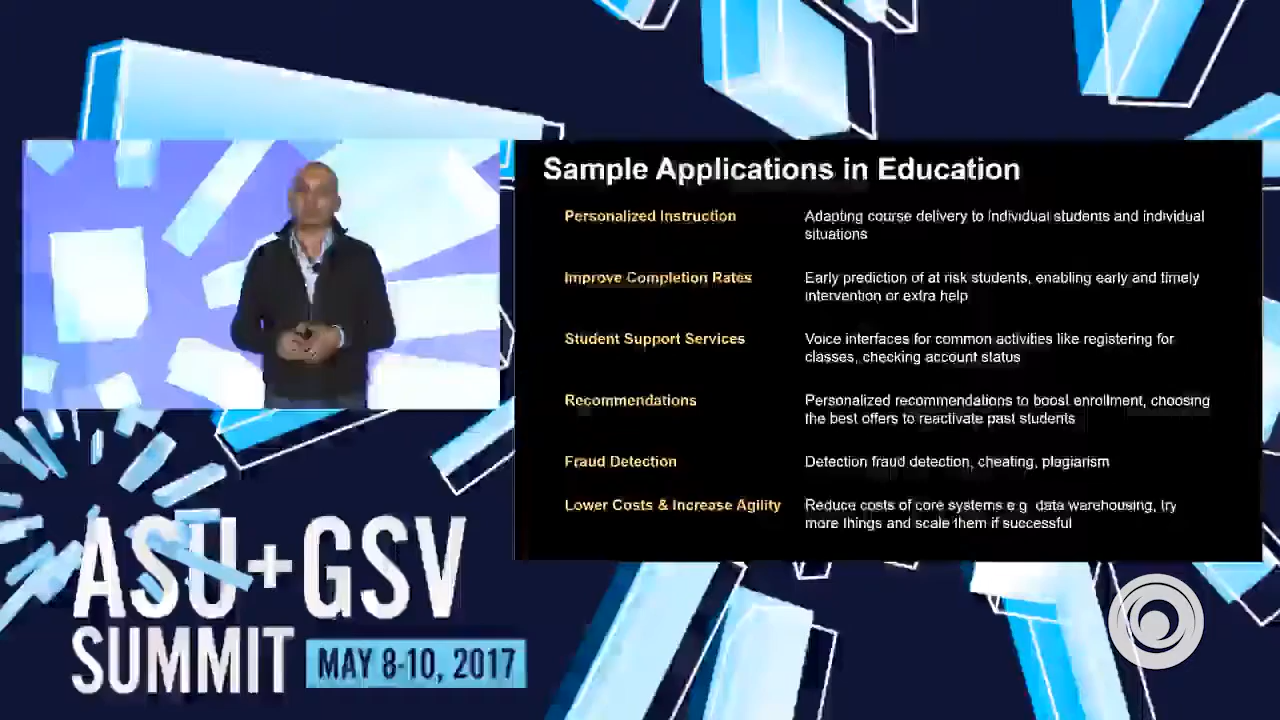 Sample Applications in Education
Personalized Instruction
Adapting course delivery to individual students and individual
situations
Improve Completion Rates
Early prediction of at risk students, enabling early and timely
intervention or extra help
Student Support Services
Voice interfaces for common activities like registering for
classes, checking account status
Recommendations
Personalized recommendations to boost enrollment, choosing
the best offers to reactivate past students
Fraud Detection
Detection fraud detection, cheating, plagiarism
Lower Costs & Increase Agility
Reduce costs of core systems e.g. data warehousing, try
more things and scale them if successful
ASU+GSV
SUMMIT
MAY 8-10, 2017